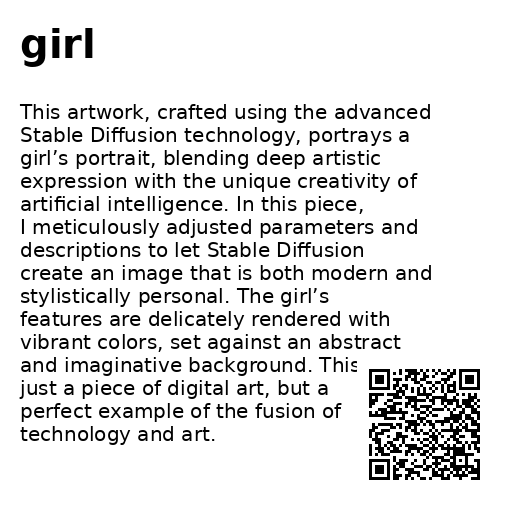 girl
This artwork, crafted using the advanced
Stable Diffusion technology, portrays a
girl’s portrait, blending deep artistic
expression with the unique creativity of
artificial intelligence. In this piece,
I meticulously adjusted parameters and
descriptions to let Stable Diffusion
create an image that is both modern and
stylistically personal. The girl’s
features are delicately rendered with
vibrant colors, set against an abstract
and imaginative background. This
just a piece of digital art, but a
perfect example of the fusion of
technology and art.